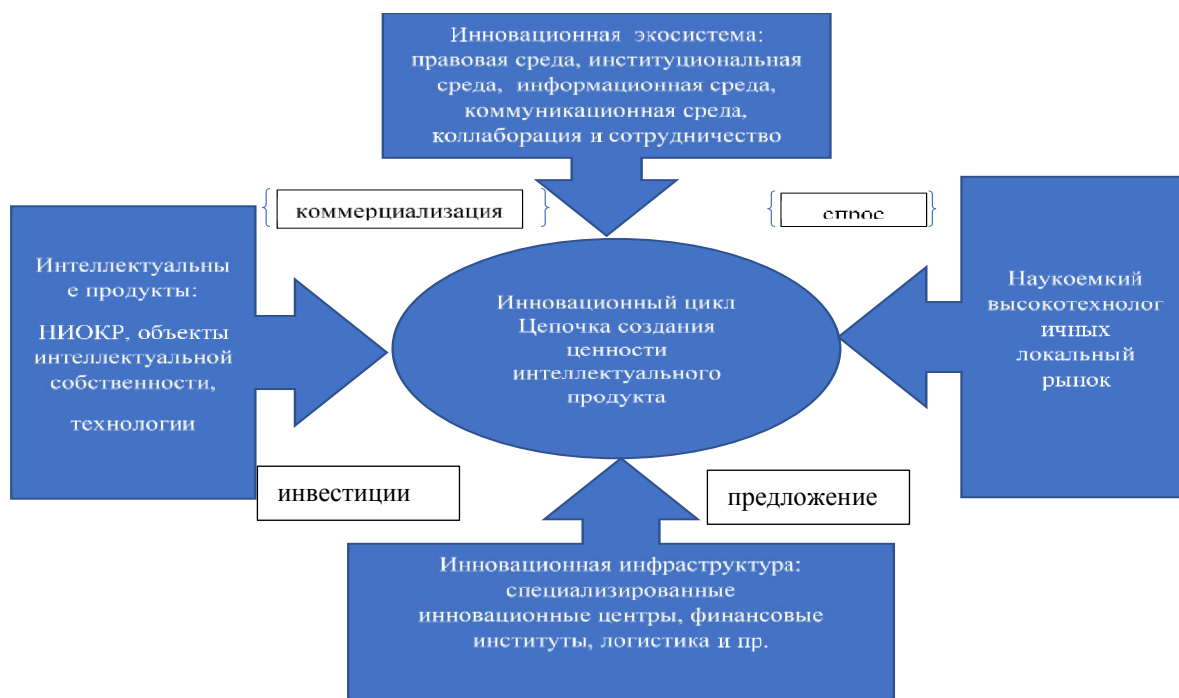 Инновационная экосистема:
правовая среда, институциональная
среда, информационная среда,
коммуникационная среда,
коллаборация и сотрудничество
коммерциализация
спрос
Интеллектуальны
е продукты:
НИОКР, объекты
интеллектуальной
собственности,
технологии
Инновационный цикл
Цепочка создания
ценности
интеллектуального
продукта
Наукоемкий
высокотехнолог
ичных
локальный
рынок
инвестиции
предложение
Инновационная инфраструктура:
специализированные
инновационные центры, финансовые
институты, логистика и пр.